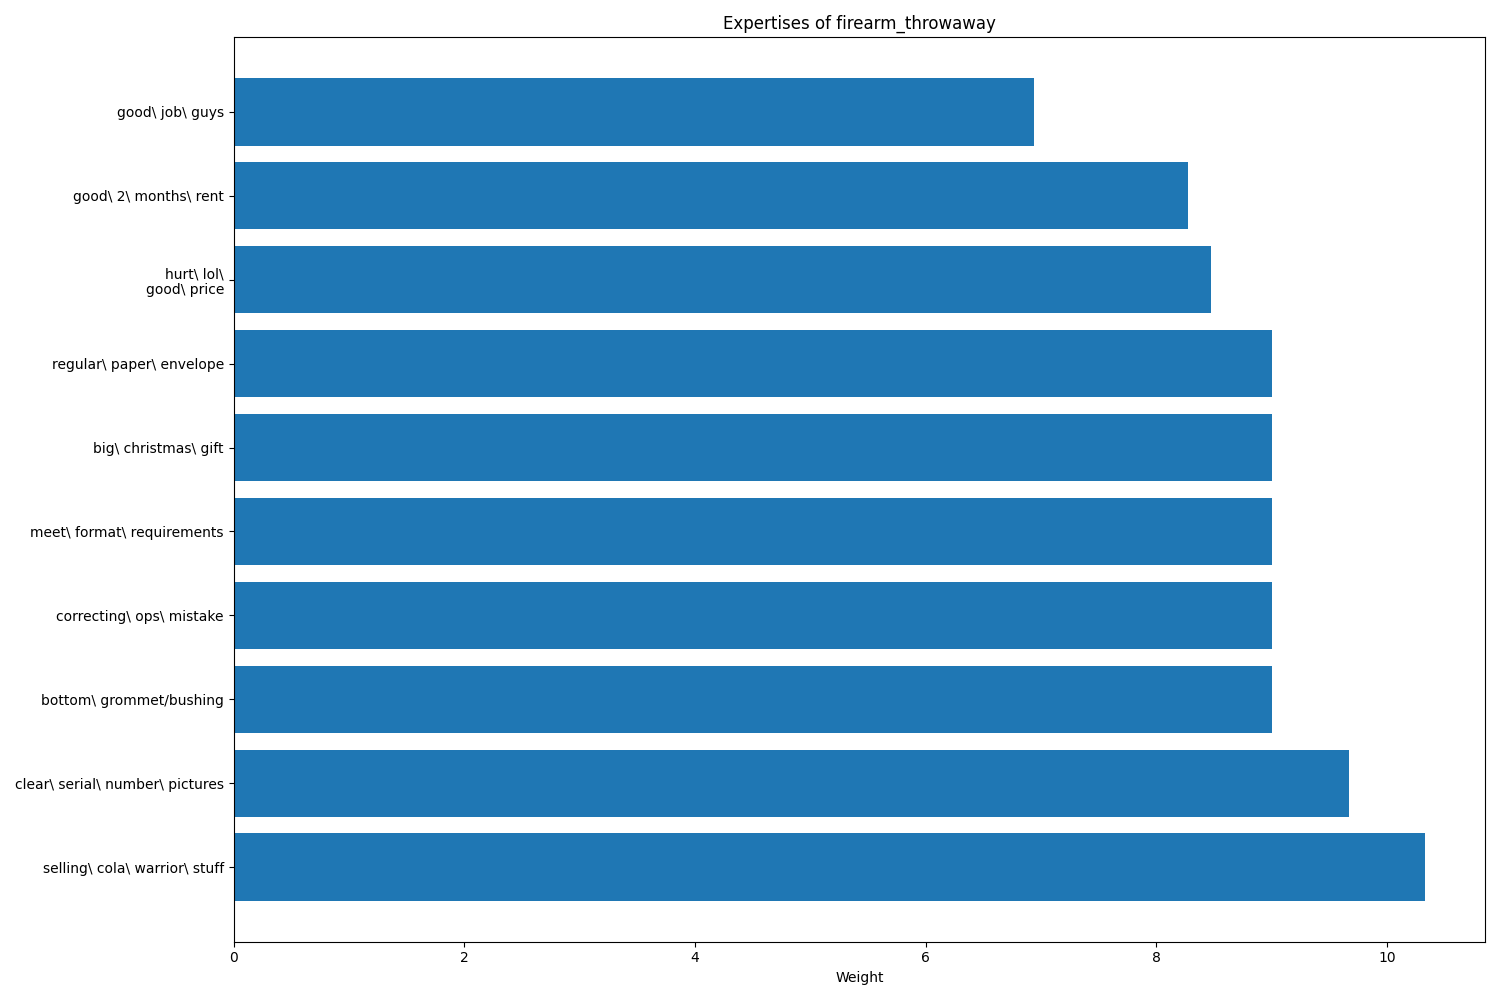 Expertises of firearm_throwaway
good\ job\ guys
good\ 2\ months\ rent
hurt\ lol\
good\ price
regular\ paper\ envelope
big\ christmas\ gift
meet\ format\ requirements
correcting\ ops\ mistake
bottom\ grommet/bushing
clear\ serial\ number\ pictures
selling\ cola\ warrior\ stuff
0 2 4 6 8 10
Weight